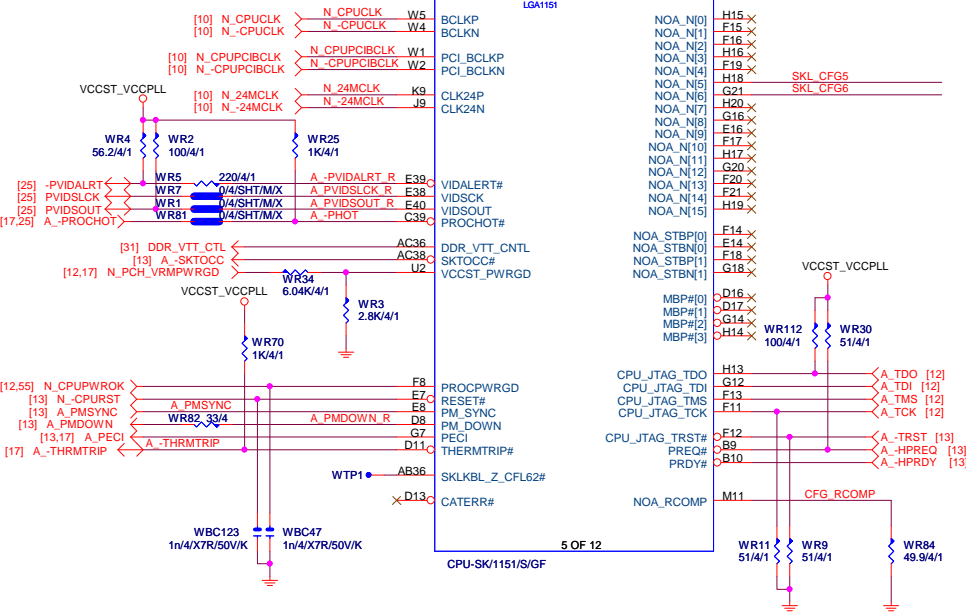 LGA1151
[10] N_CPUCLK N_CPUCLK W5 BCLKP
[10] N_-CPUCLK N_-CPUCLK W4 BCLKN
[10] N_CPUPCIBCLK N_CPUPCIBCLK W1 PCI_BCLKP
[10] N_-CPUPCIBCLK N_-CPUPCIBCLK W2 PCI_BCLKN
[10] N_24MCLK N_24MCLK K9 CLK24P
[10] N_-24MCLK N_-24MCLK J9 CLK24N
VCCST_VCCPLL
WR4 56.2/4/1
WR2 100/4/1
WR25 1K/4/1
[25] -PVIDALRT WR5 220/4/1 A_-PVIDALRT_R E39 VIDALERT#
[25] PVIDSLCK WR7 0/4/SHT/M/X A_PVIDSLCK_R E38 VIDSCK
[25] PVIDSOUT WR1 0/4/SHT/M/X A_PVIDSOUT_R E40 VIDSOUT
[17,25] A_-PROCHOT WR81 0/4/SHT/M/X A_-PHOT C39 PROCHOT#
[31] DDR_VTT_CTL AC36 DDR_VTT_CNTL
[13] A_-SKTOCC AC38 SKTOCC#
[12,17] N_PCH_VRMPWRGD U2 VCCST_PWRGD
WR34 6.04K/4/1
WR3 2.8K/4/1
VCCST_VCCPLL
WR70 1K/4/1
[12,55] N_CPUPWROK F8 PROCPWRGD
[13] N_-CPURST E7 RESET#
[13] A_PMSYNC A_PMSYNC E8 PM_SYNC
[13] A_PMDOWN WR82 33/4 A_PMDOWN_R D8 PM_DOWN
[13,17] A_PECI G7 PECI
[17] A_-THRMTRIP A_-THRMTRIP D11 THERMTRIP#
WTP1 AB36 SKLKBL_Z_CFL62#
D13 CATERR#
WBC123 1n/4/X7R/50V/K
WBC47 1n/4/X7R/50V/K
NOA_N[0] H15
NOA_N[1] F15
NOA_N[2] F16
NOA_N[3] H16
NOA_N[4] F19
NOA_N[5] H18 SKL_CFG5
NOA_N[6] G21 SKL_CFG6
NOA_N[7] H20
NOA_N[8] G16
NOA_N[9] E16
NOA_N[10] F17
NOA_N[11] H17
NOA_N[12] G20
NOA_N[13] F20
NOA_N[14] F21
NOA_N[15] H19
NOA_STBP[0] F14
NOA_STBN[0] E14
NOA_STBP[1] F18
NOA_STBN[1] G18
MBP#[0] D16
MBP#[1] D17
MBP#[2] G14
MBP#[3] H14
VCCST_VCCPLL
WR112 100/4/1
WR30 51/4/1
CPU_JTAG_TDO H13 A_TDO [12]
CPU_JTAG_TDI G12 A_TDI [12]
CPU_JTAG_TMS F13 A_TMS [12]
CPU_JTAG_TCK F11 A_TCK [12]
CPU_JTAG_TRST# F12 A_-TRST [13]
PREQ# B9 A_-HPREQ [13]
PRDY# B10 A_-HPRDY [13]
NOA_RCOMP M11 CFG_RCOMP
WR11 51/4/1
WR9 51/4/1
WR84 49.9/4/1
5 OF 12
CPU-SK/1151/S/GF